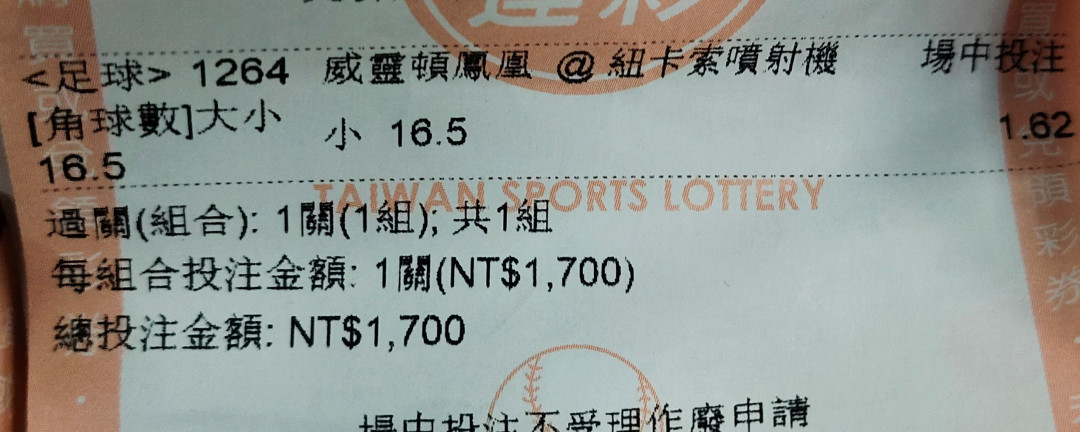 運彩
<足球> 1264 威靈頓鳳凰 @ 紐卡索噴射機 場中投注
[角球數]大小 小 16.5 1.62
16.5
TAIWAN SPORTS LOTTERY
過關(組合): 1關(1組); 共1組
每組合投注金額: 1關(NT$1,700)
總投注金額: NT$1,700
場中投注不受理作廢申請